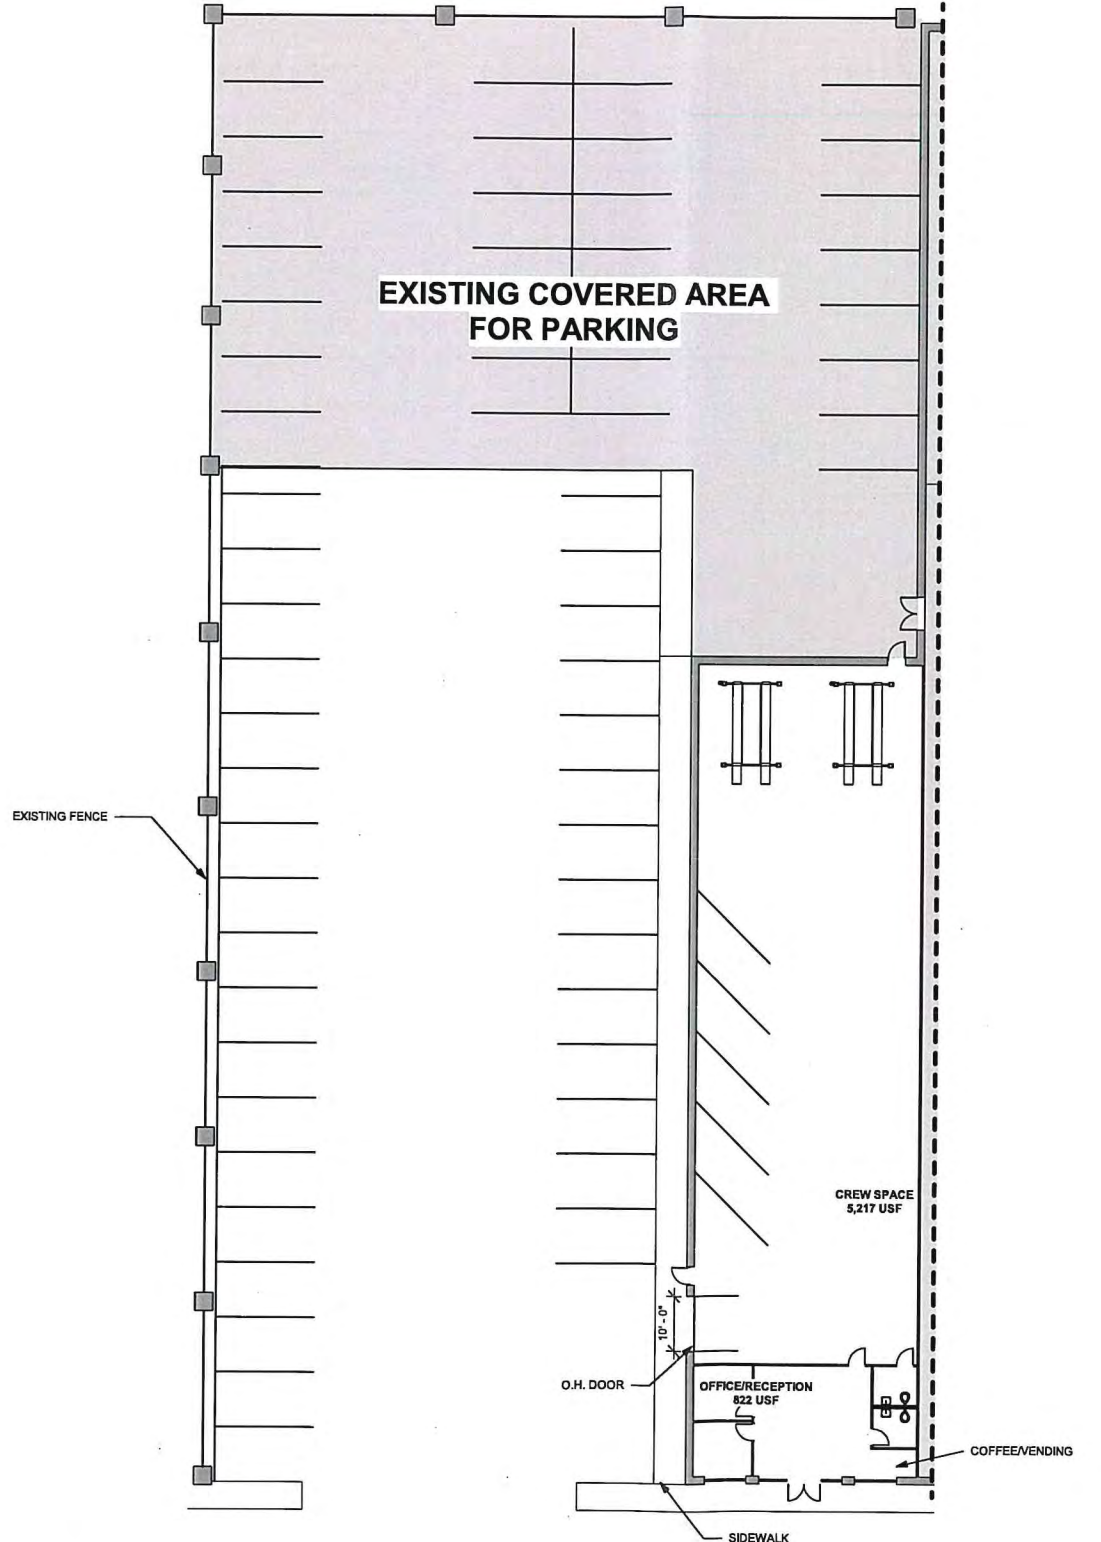 EXISTING COVERED AREA
FOR PARKING
EXISTING FENCE
CREW SPACE
5,217 USF
10' - 0"
O.H. DOOR
OFFICE/RECEPTION
822 USF
COFFEE/VENDING
SIDEWALK